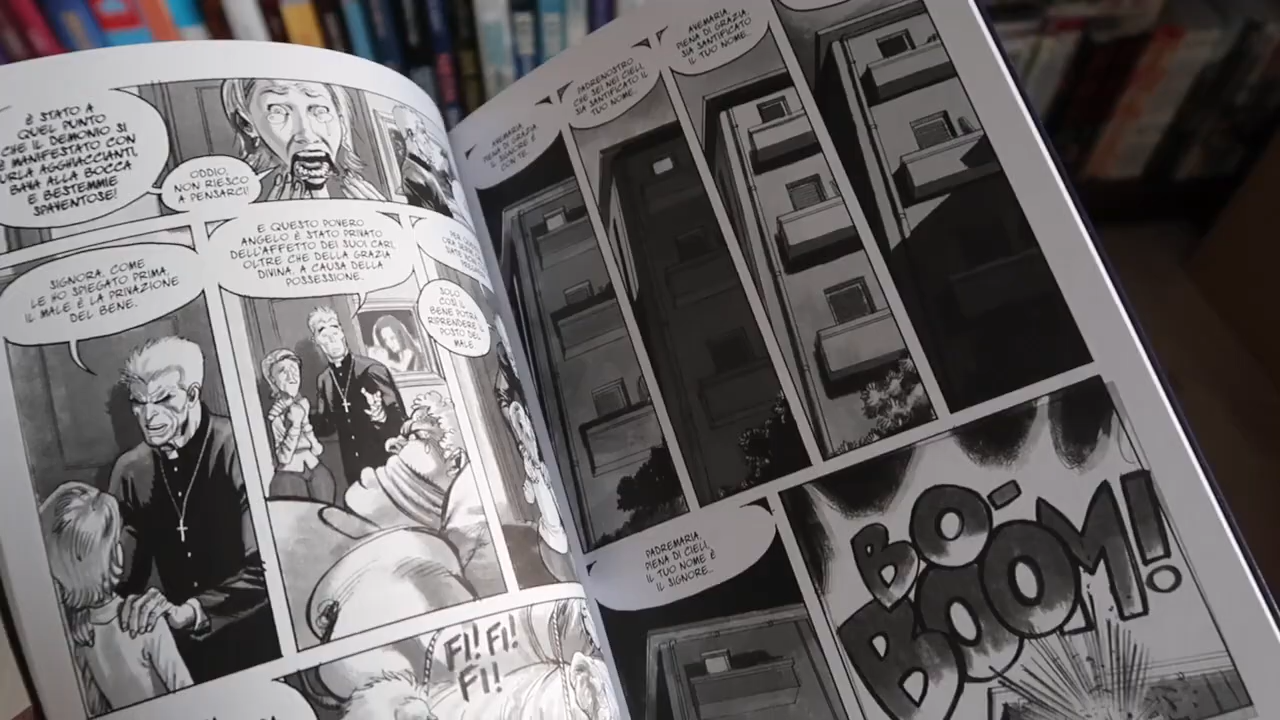 È STATO A
QUEL PUNTO
CHE IL DEMONIO SI
È MANIFESTATO CON
URLA AGGHIACCIANTI,
BAVA ALLA BOCCA
E BESTEMMIE
SPAVENTOSE!
ODDIO,
NON RIESCO
A PENSARCI!
SIGNORA, COME
LE HO SPIEGATO PRIMA,
IL MALE È LA PRIVAZIONE
DEL BENE.
E QUESTO POVERO
ANGELO È STATO PRIVATO
DELL'AFFETTO DEI SUOI CARI,
OLTRE CHE DELLA GRAZIA
DIVINA, A CAUSA DELLA
POSSESSIONE...
SOLO
COSÌ IL
BENE POTRÀ
RIPRENDERE IL
POSTO DEL
MALE.
FI! FI!
FI!
AVEMARIA,
PIENA DI GRAZIA,
IL SIGNORE È
CON TE...
PADRENOSTRO
CHE SEI NEI CIELI,
SIA SANTIFICATO IL
TUO NOME...
AVEMARIA,
PIENA DI GRAZIA,
SIA SANTIFICATO
IL TUO NOME...
PADREMARIA,
PIENA DI CIELI,
IL TUO NOME È
IL SIGNORE...
BO-
BOOOM!